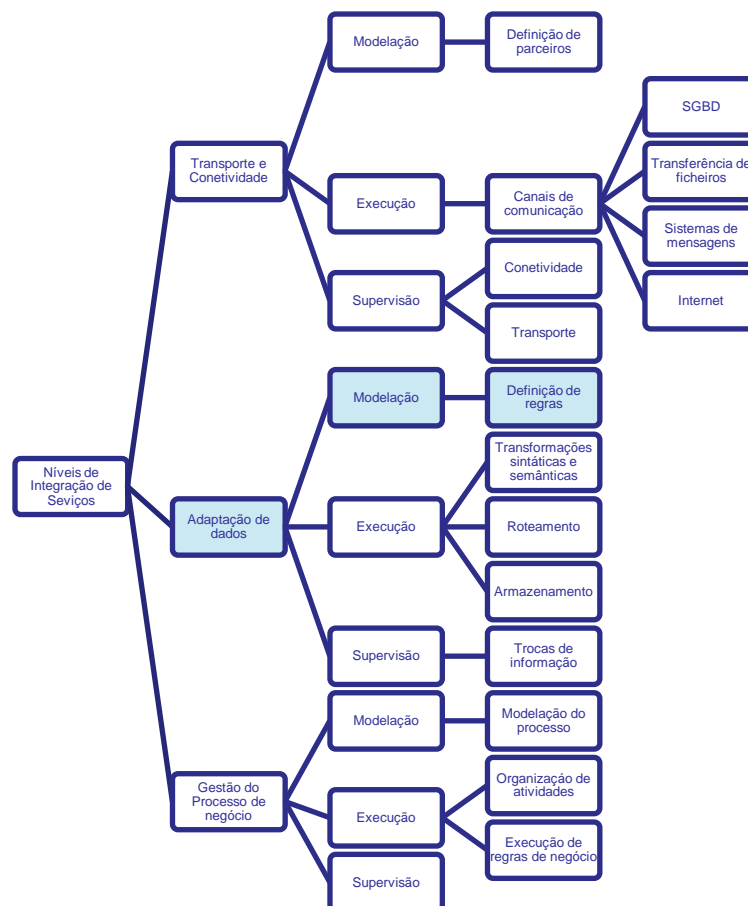 Modelação
Definição de
parceiros
SGBD
Transporte e
Conetividade
Transferência de
ficheiros
Execução
Canais de
comunicação
Sistemas de
mensagens
Conetividade
Supervisão
Internet
Transporte
Modelação
Definição de
regras
Transformações
sintáticas e
semânticas
Níveis de
Integração de
Seviços
Adaptação de
dados
Execução
Roteamento
Armazenamento
Supervisão
Trocas de
informação
Modelação
Modelação do
processo
Gestão do
Processo de
negócio
Organizaçáo de
atividades
Execução
Execução de
regras de negócio
Supervisão